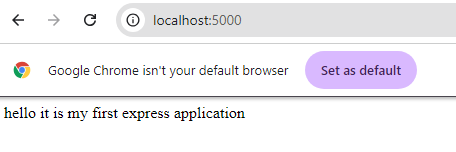 localhost:5000
Google Chrome isn't your default browser Set as default
hello it is my first express application